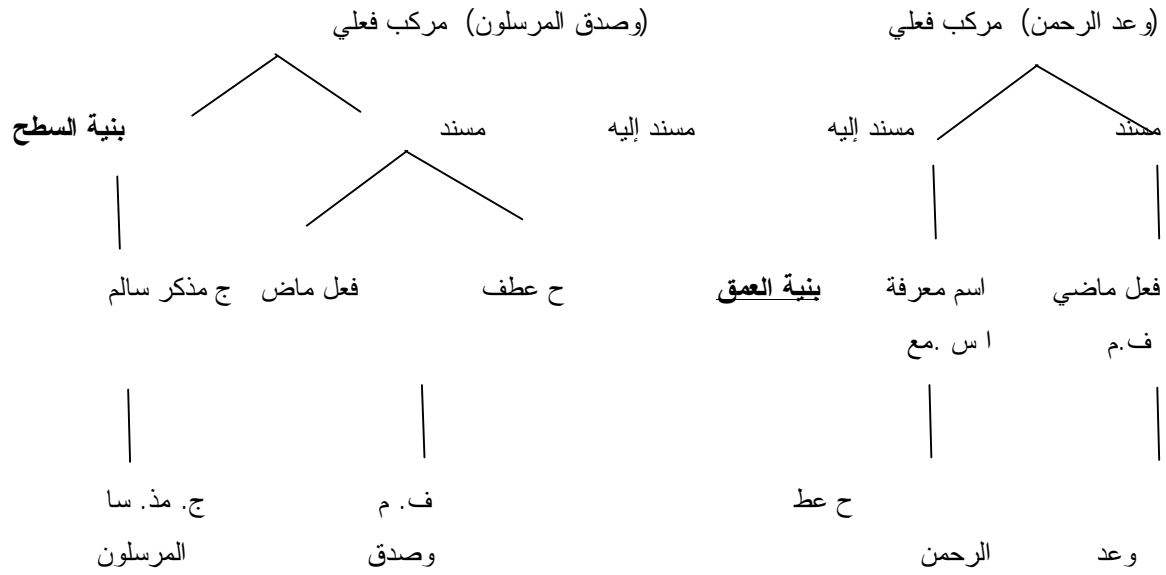 (وعد الرحمن) مركب فعلي (وصدق المرسلون) مركب فعلي
مسند مسند إليه مسند إليه مسند بنية السطح
فعل ماضي اسم معرفة بنية العمق ح عطف فعل ماض ج مذكر سالم
ف.م ا س .مع
ح عط ف. م ج. مذ. سا
وعد الرحمن وصدق المرسلون